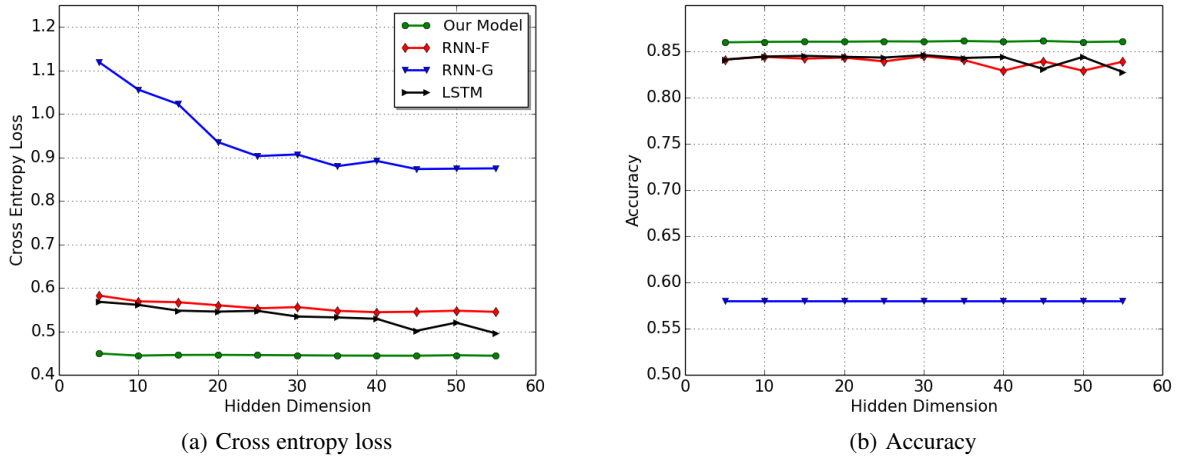 1.2
1.1
1.0
0.9
0.8
0.7
0.6
0.5
0.4
Cross Entropy Loss
0 10 20 30 40 50 60
Hidden Dimension
Our Model
RNN-F
RNN-G
LSTM
(a) Cross entropy loss
0.85
0.80
0.75
0.70
0.65
0.60
0.55
0.50
Accuracy
0 10 20 30 40 50 60
Hidden Dimension
(b) Accuracy